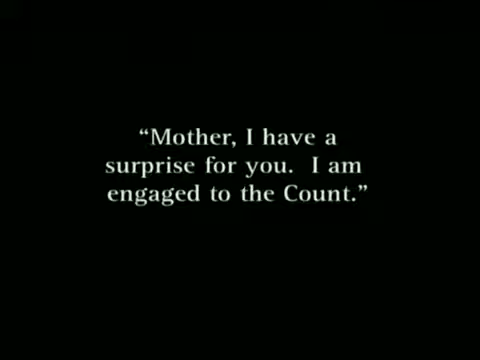 “Mother, I have a
surprise for you.  I am
engaged to the Count.”